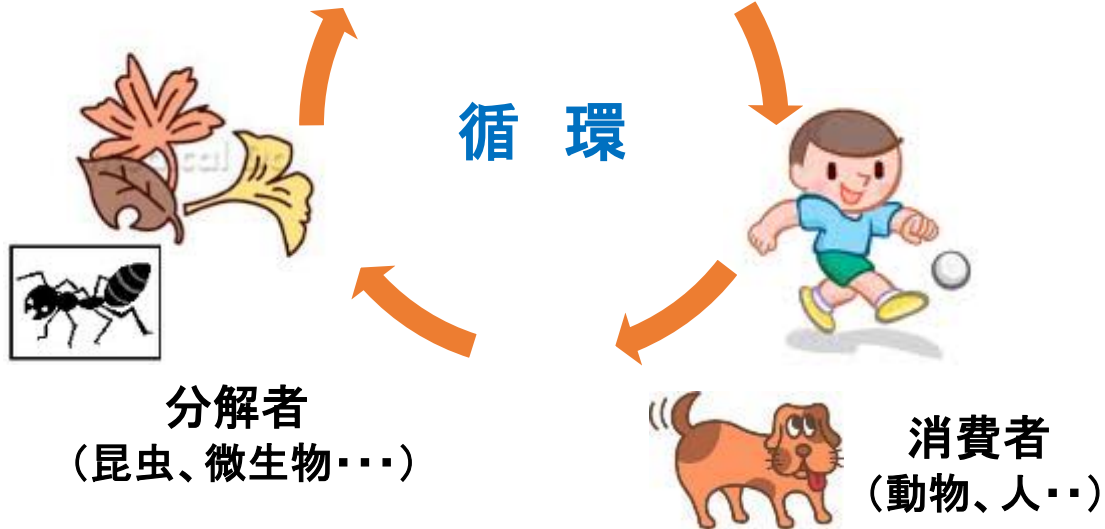 循 環
分解者
（昆虫、微生物・・・）
消費者
（動物、人・・）